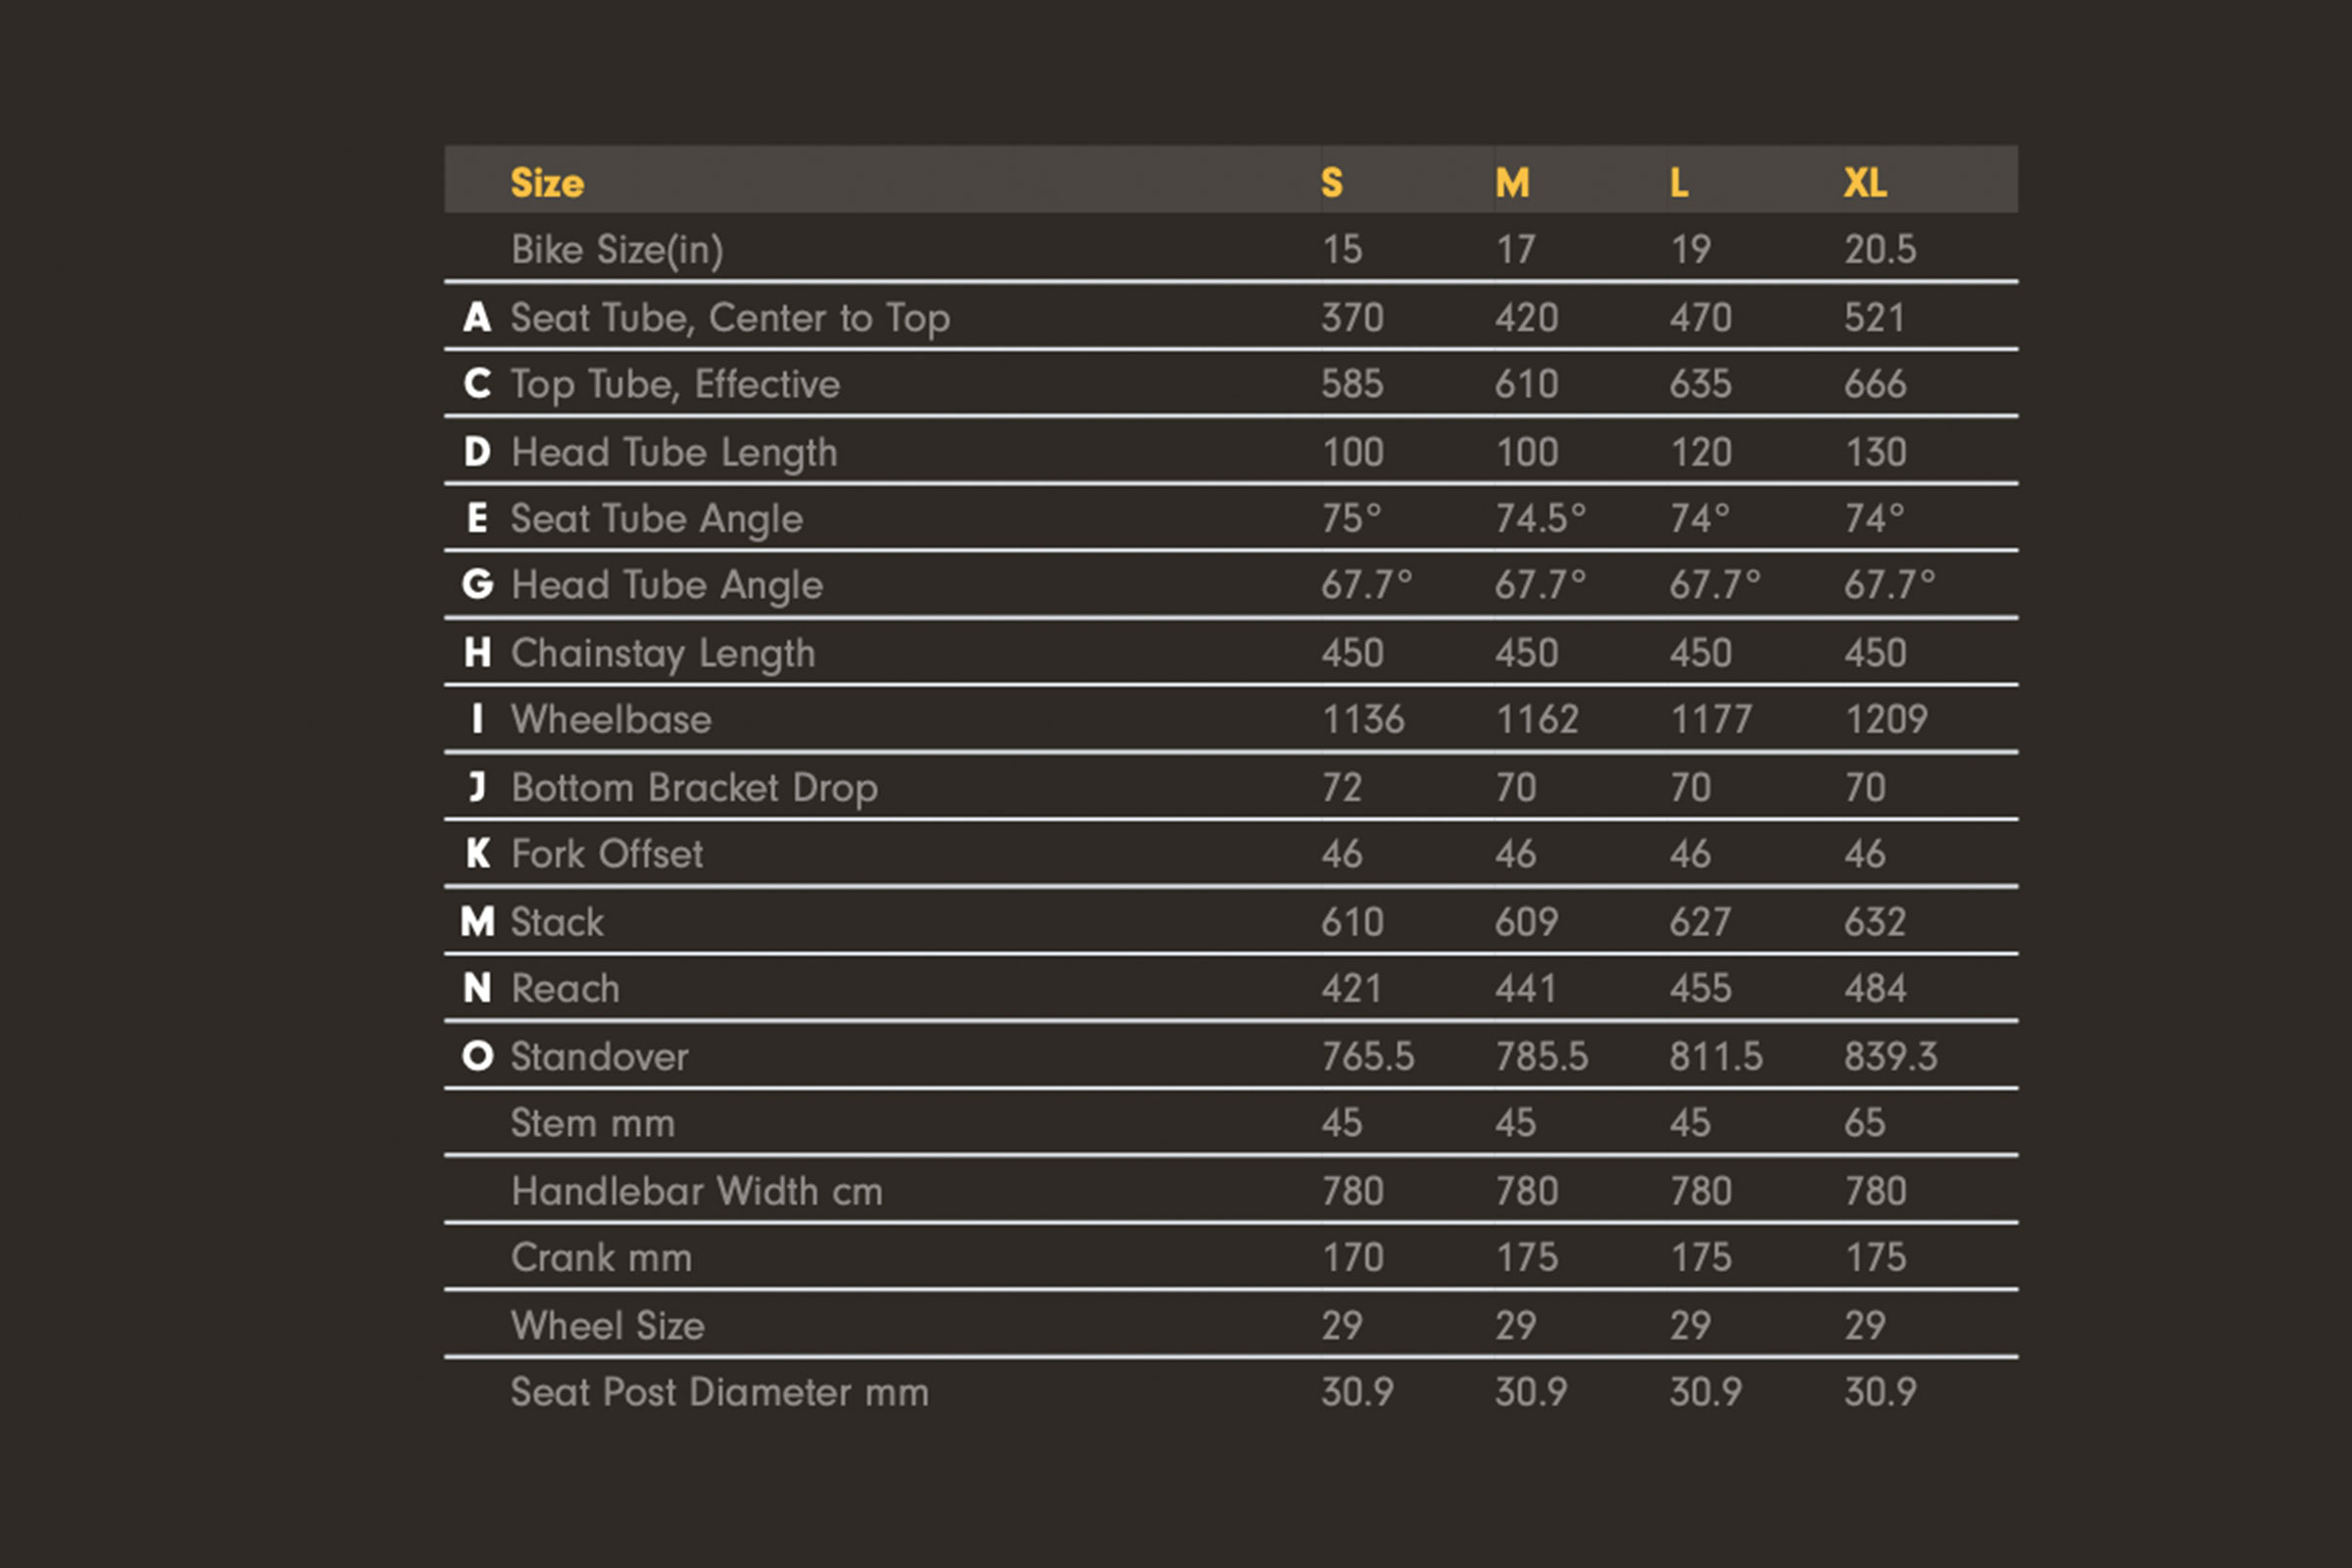 Size S M L XL
Bike Size(in) 15 17 19 20.5
A Seat Tube, Center to Top 370 420 470 521
C Top Tube, Effective 585 610 635 666
D Head Tube Length 100 100 120 130
E Seat Tube Angle 75° 74.5° 74° 74°
G Head Tube Angle 67.7° 67.7° 67.7° 67.7°
H Chainstay Length 450 450 450 450
I Wheelbase 1136 1162 1177 1209
J Bottom Bracket Drop 72 70 70 70
K Fork Offset 46 46 46 46
M Stack 610 609 627 632
N Reach 421 441 455 484
O Standover 765.5 785.5 811.5 839.3
Stem mm 45 45 45 65
Handlebar Width cm 780 780 780 780
Crank mm 170 175 175 175
Wheel Size 29 29 29 29
Seat Post Diameter mm 30.9 30.9 30.9 30.9